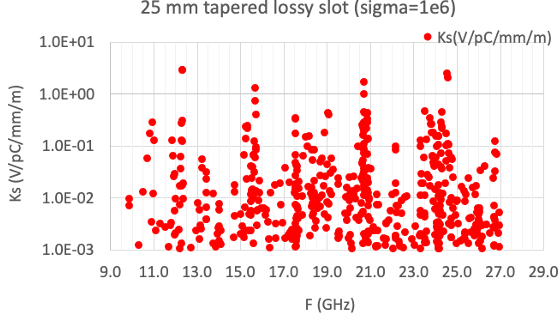 25 mm tapered lossy slot (sigma=1e6)
Ks(V/pC/mm/m)
1.0E+01
1.0E+00
1.0E-01
1.0E-02
1.0E-03
Ks (V/pC/mm/m)
9.0 11.0 13.0 15.0 17.0 19.0 21.0 23.0 25.0 27.0 29.0
F (GHz)